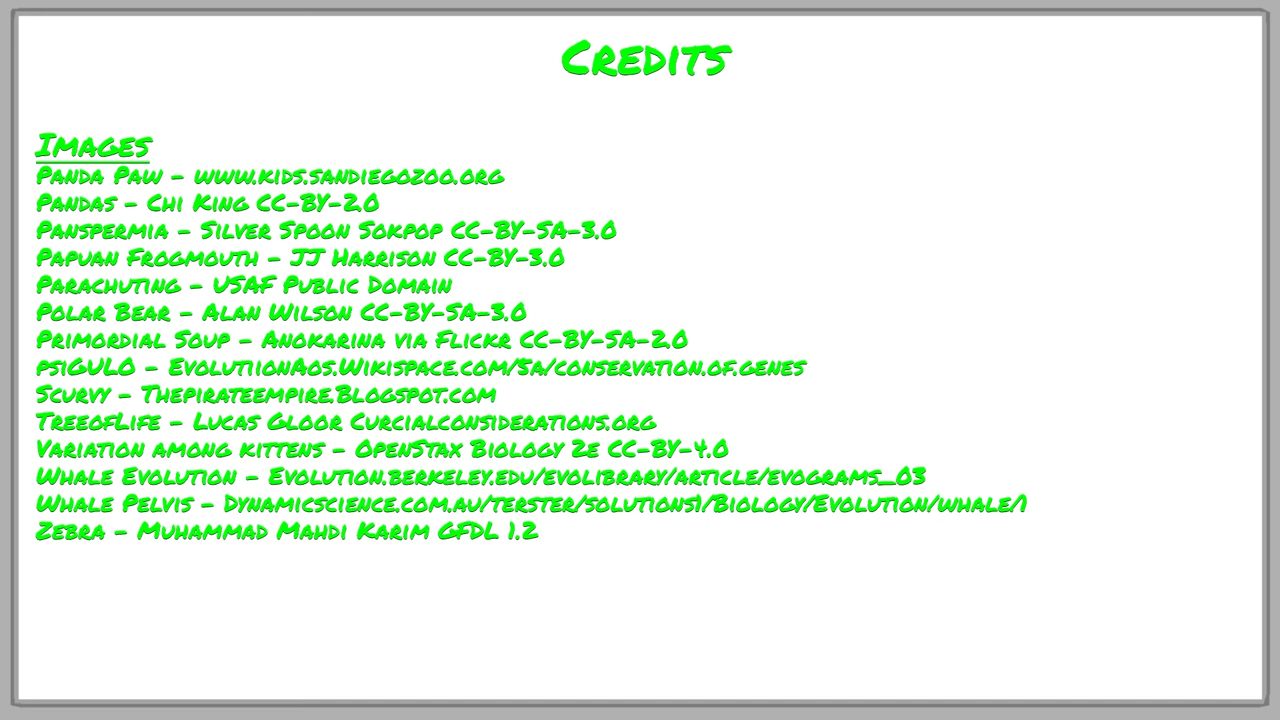 Credits
Images
Panda Paw - www.kids.sandiegozoo.org
Pandas - Chi King CC-BY-2.0
Panspermia - Silver Spoon Sokpop CC-BY-SA-3.0
Papuan Frogmouth - JJ Harrison CC-BY-3.0
Parachuting - USAF Public Domain
Polar Bear - Alan Wilson CC-BY-SA-3.0
Primordial Soup - Anokarina via Flickr CC-BY-SA-2.0
psiGULO - EvolutiionAos.Wikispace.com/5a/conservation.of.genes
Scurvy - Thepirateempire.Blogspot.com
TreeofLife - Lucas Gloor Curcialconsiderations.org
Variation among kittens - OpenStax Biology 2e CC-BY-4.0
Whale Evolution - Evolution.berkeley.edu/evolibrary/article/evograms_03
Whale Pelvis - Dynamicscience.com.au/terster/solutions1/Biology/Evolution/whale/1
Zebra - Muhammad Mahdi Karim GFDL 1.2